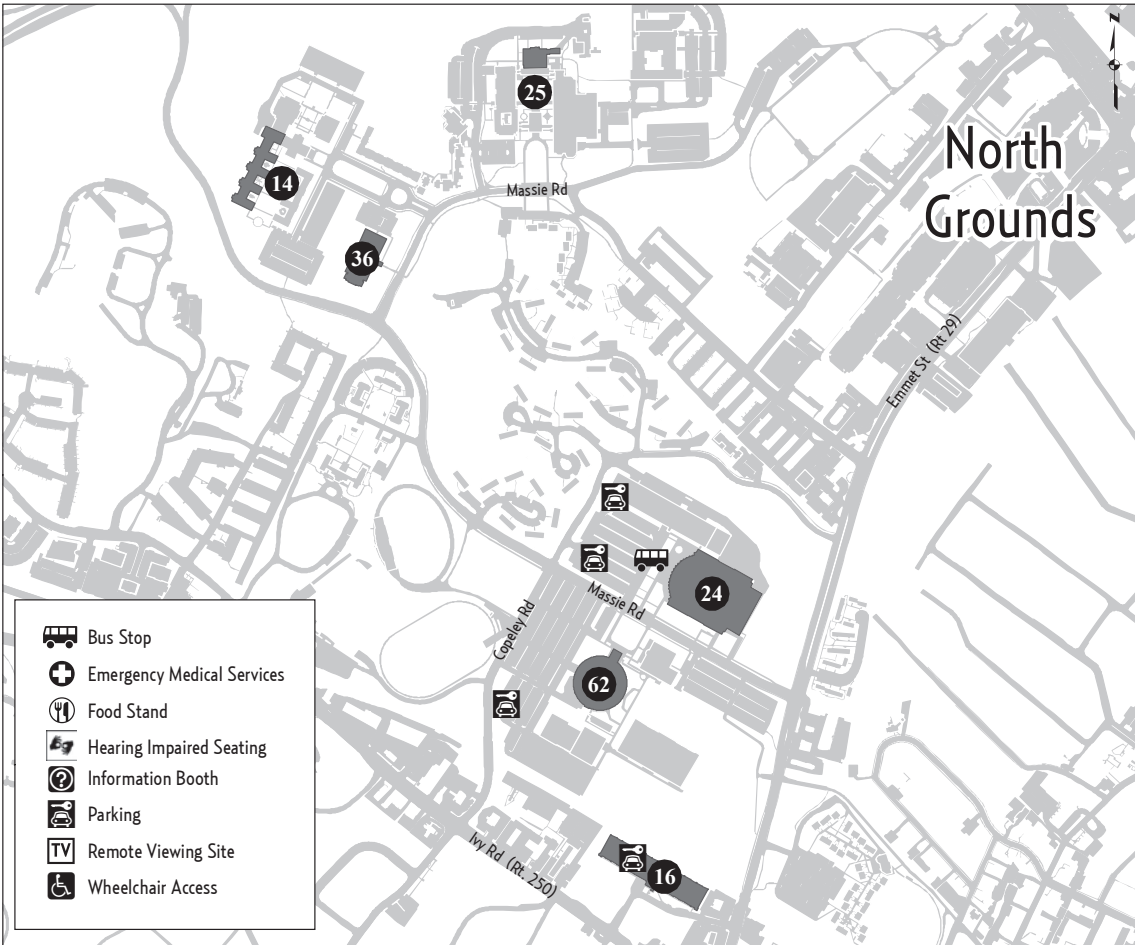 N
North
Grounds
25
14
Massie Rd
36
Emmet St (Rt 29)
24
Massie Rd
Copeley Rd
62
Ivy Rd (Rt. 250)
16
Bus Stop
Emergency Medical Services
Food Stand
Hearing Impaired Seating
? Information Booth
Parking
TV Remote Viewing Site
Wheelchair Access